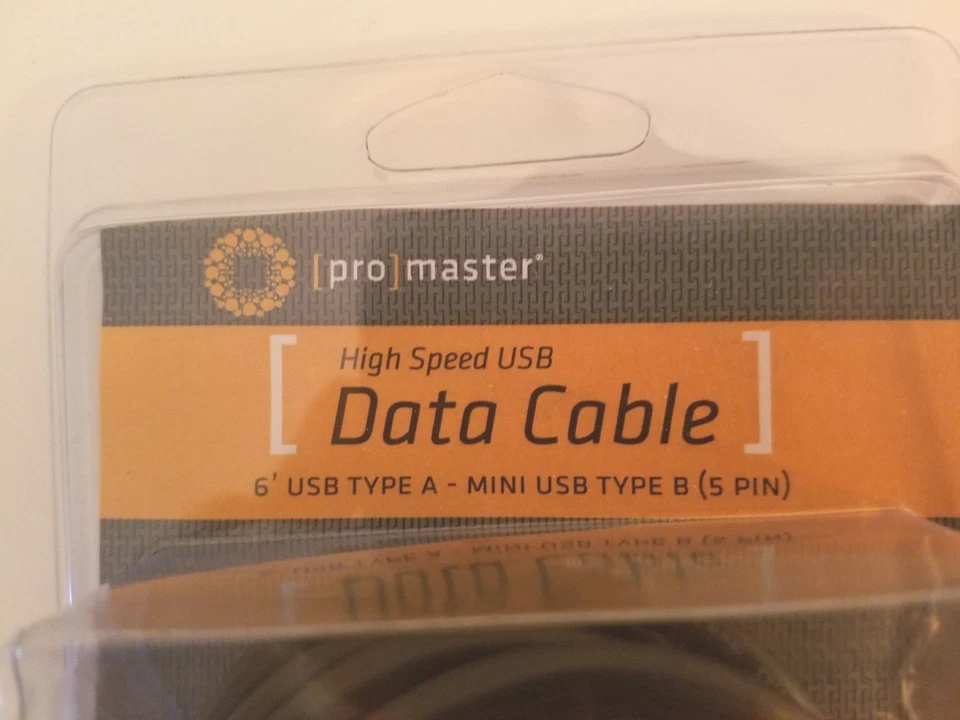 [pro]master®
High Speed USB
[Data Cable]
6' USB TYPE A - MINI USB TYPE B (5 PIN)